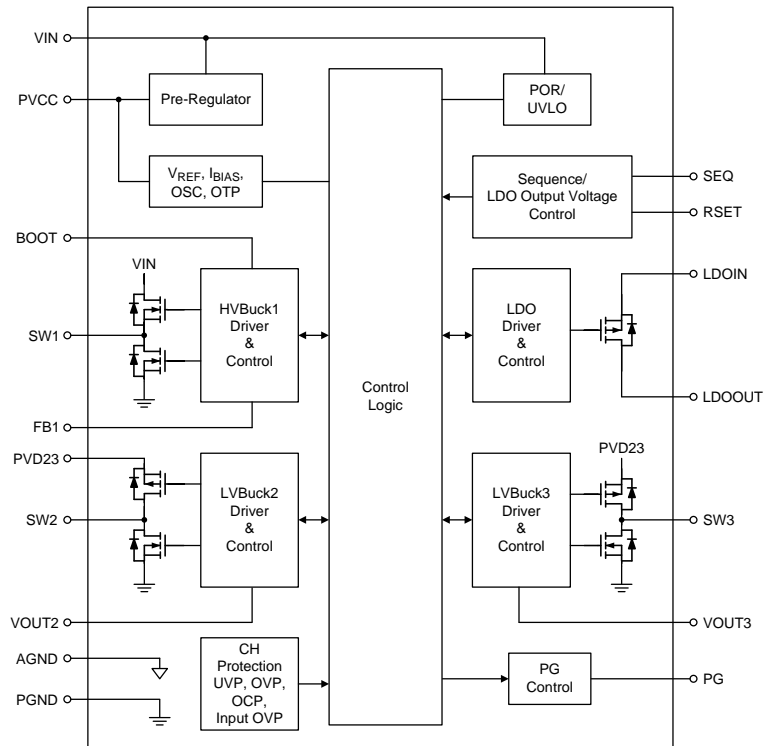 VIN
PVCC
Pre-Regulator
POR/
UVLO
VREF, IBIAS,
OSC, OTP
Sequence/
LDO Output Voltage
Control
SEQ
RSET
BOOT
VIN
SW1
HVBuck1
Driver
&
Control
FB1
Control
Logic
LDO
Driver
&
Control
LDOIN
LDOOUT
PVD23
SW2
LVBuck2
Driver
&
Control
VOUT2
LVBuck3
Driver
&
Control
PVD23
SW3
VOUT3
AGND
PGND
CH
Protection
UVP, OVP,
OCP,
Input OVP
PG
Control
PG